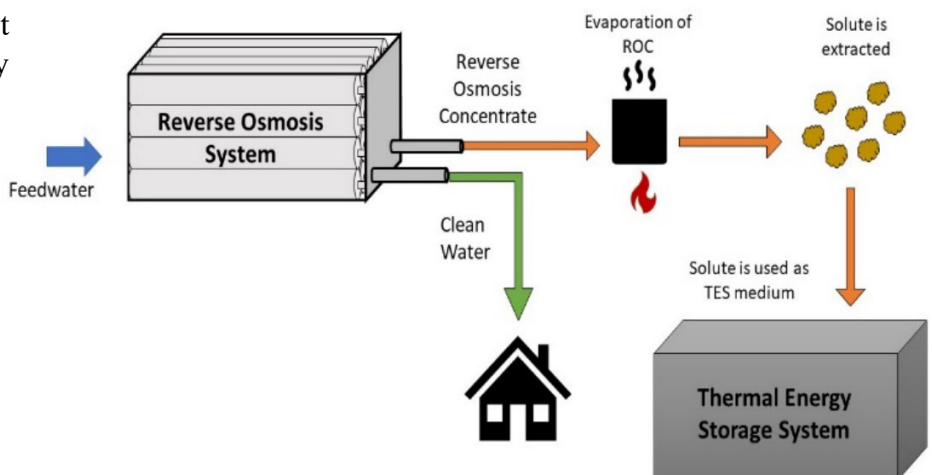 t
y
Feedwater
Reverse Osmosis
System
Reverse
Osmosis
Concentrate
Clean
Water
Evaporation of
ROC
Solute is
extracted
Solute is used as
TES medium
Thermal Energy
Storage System